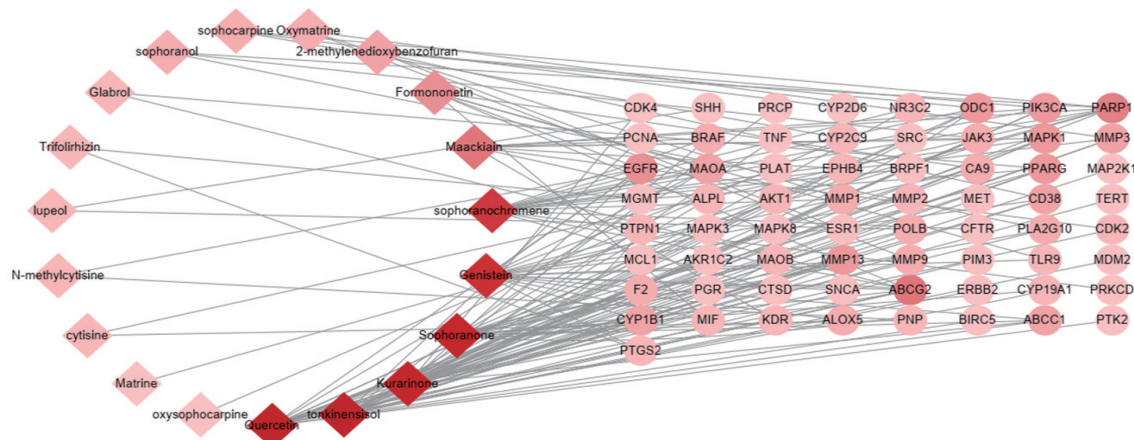 sophocarpine
Oxymatrine
sophoranol
2-methylenedioxybenzofuran
Glabrol
Formononetin
Trifolirhizin
Maackiain
lupeol
sophoranochromene
N-methylcytisine
Genistein
cytisine
Sophoranone
Matrine
Kurarinone
oxysophocarpine
Quercetin
tonkinensisol
CDK4 SHH PRCP CYP2D6 NR3C2 ODC1 PIK3CA PARP1
PCNA BRAF TNF CYP2C9 SRC JAK3 MAPK1 MMP3
EGFR MAOA PLAT EPHB4 BRPF1 CA9 PPARG MAP2K1
MGMT ALPL AKT1 MMP1 MMP2 MET CD38 TERT
PTPN1 MAPK3 MAPK8 ESR1 POLB CFTR PLA2G10 CDK2
MCL1 AKR1C2 MAOB MMP13 MMP9 PIM3 TLR9 MDM2
F2 PGR CTSD SNCA ABCG2 ERBB2 CYP19A1 PRKCD
CYP1B1 MIF KDR ALOX5 PNP BIRC5 ABCC1 PTK2
PTGS2